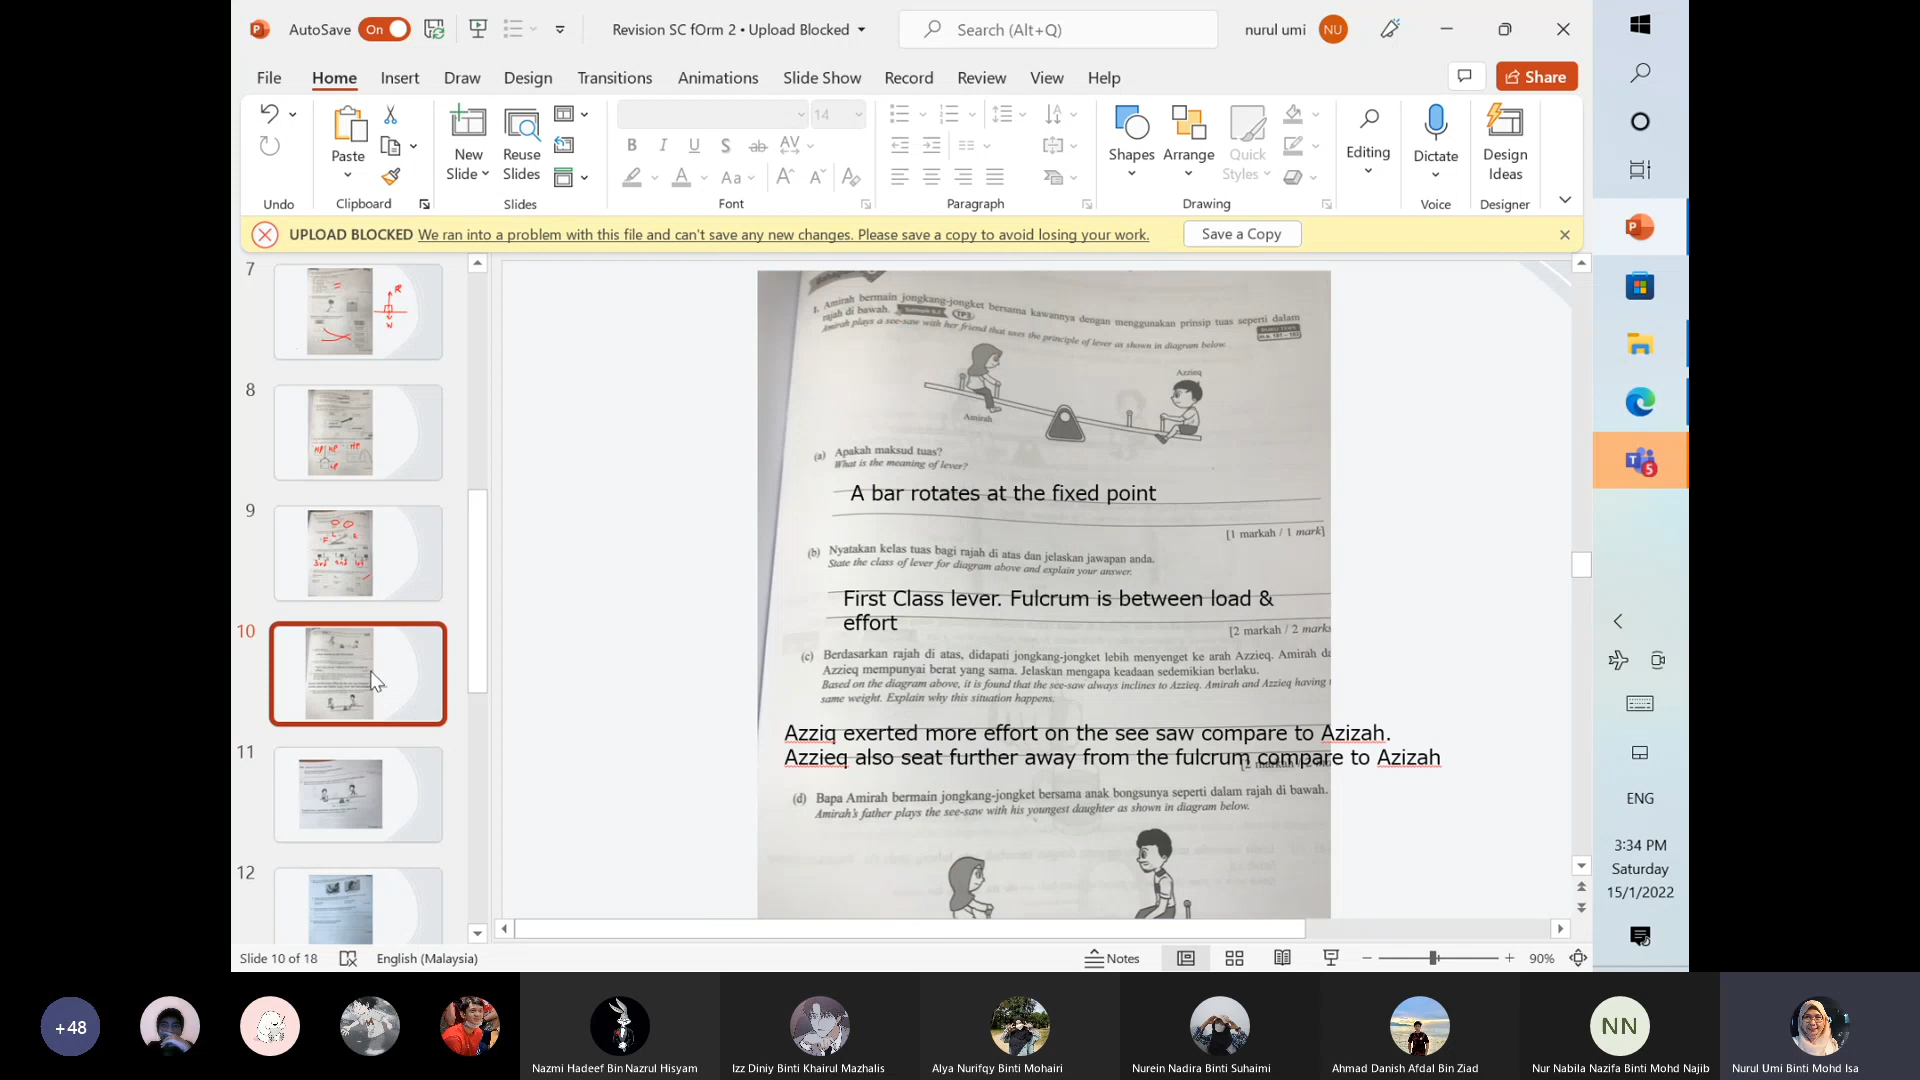 AutoSave On
Revision SC fOrm 2 • Upload Blocked
Search (Alt+Q)
nurul umi NU
File Home Insert Draw Design Transitions Animations Slide Show Record Review View Help
Share
Paste
New Slide
Reuse Slides
14
Shapes Arrange Quick Styles
Editing
Dictate
Design Ideas
Undo Clipboard Slides Font Paragraph Drawing Voice Designer
UPLOAD BLOCKED We ran into a problem with this file and can't save any new changes. Please save a copy to avoid losing your work.
Save a Copy
7
8
9
10
11
12
1. Amirah bermain jongkang-jongket bersama kawannya dengan menggunakan prinsip tuas seperti dalam
rajah di bawah. TP3
Amirah plays a see-saw with her friend that uses the principle of lever as shown in diagram below.
Azzieq
Amirah
(a) Apakah maksud tuas?
What is the meaning of lever?
A bar rotates at the fixed point
[1 markah / 1 mark]
(b) Nyatakan kelas tuas bagi rajah di atas dan jelaskan jawapan anda.
State the class of lever for diagram above and explain your answer.
First Class lever. Fulcrum is between load &
effort
[2 markah / 2 marks
(c) Berdasarkan rajah di atas, didapati jongkang-jongket lebih menyenget ke arah Azzieq. Amirah da
Azzieq mempunyai berat yang sama. Jelaskan mengapa keadaan sedemikian berlaku.
Based on the diagram above, it is found that the see-saw always inclines to Azzieq. Amirah and Azzieq having
same weight. Explain why this situation happens.
Azziq exerted more effort on the see saw compare to Azizah.
Azzieq also seat further away from the fulcrum compare to Azizah
(d) Bapa Amirah bermain jongkang-jongket bersama anak bongsunya seperti dalam rajah di bawah.
Amirah's father plays the see-saw with his youngest daughter as shown in diagram below.
Slide 10 of 18
English (Malaysia)
Notes
90%
5
ENG
3:34 PM
Saturday
15/1/2022
+48
NN
Nazmi Hadeef Bin Nazrul Hisyam
Izz Diniy Binti Khairul Mazhalis
Alya Nurifqy Binti Mohairi
Nurein Nadira Binti Suhaimi
Ahmad Danish Afdal Bin Ziad
Nur Nabila Nazifa Binti Mohd Najib
Nurul Umi Binti Mohd Isa